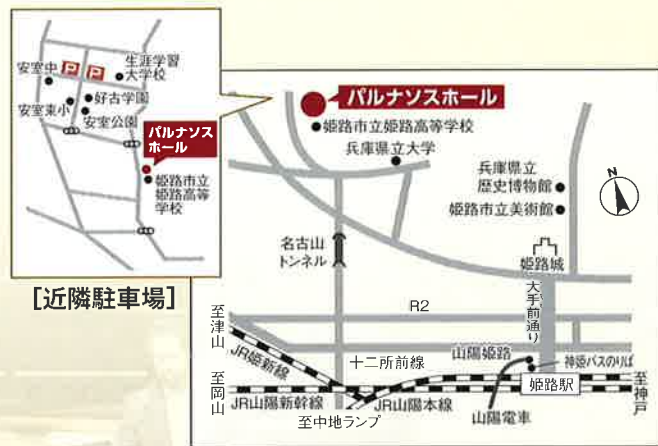 安室中
P P
生涯学習
大学校
安室東小
好古学園
安室公園
パルナソス
ホール
姫路市立
姫路高等
学校
[近隣駐車場]
パルナソスホール
姫路市立姫路高等学校
兵庫県立大学
兵庫県立
歴史博物館
姫路市立美術館
N
名古山
トンネル
姫路城
大手前通り
R2
至津山
JR姫新線
十二所前線
山陽姫路
神姫バスのりば
姫路駅
至岡山
至神戸
JR山陽新幹線
JR山陽本線
至中地ランプ
山陽電車